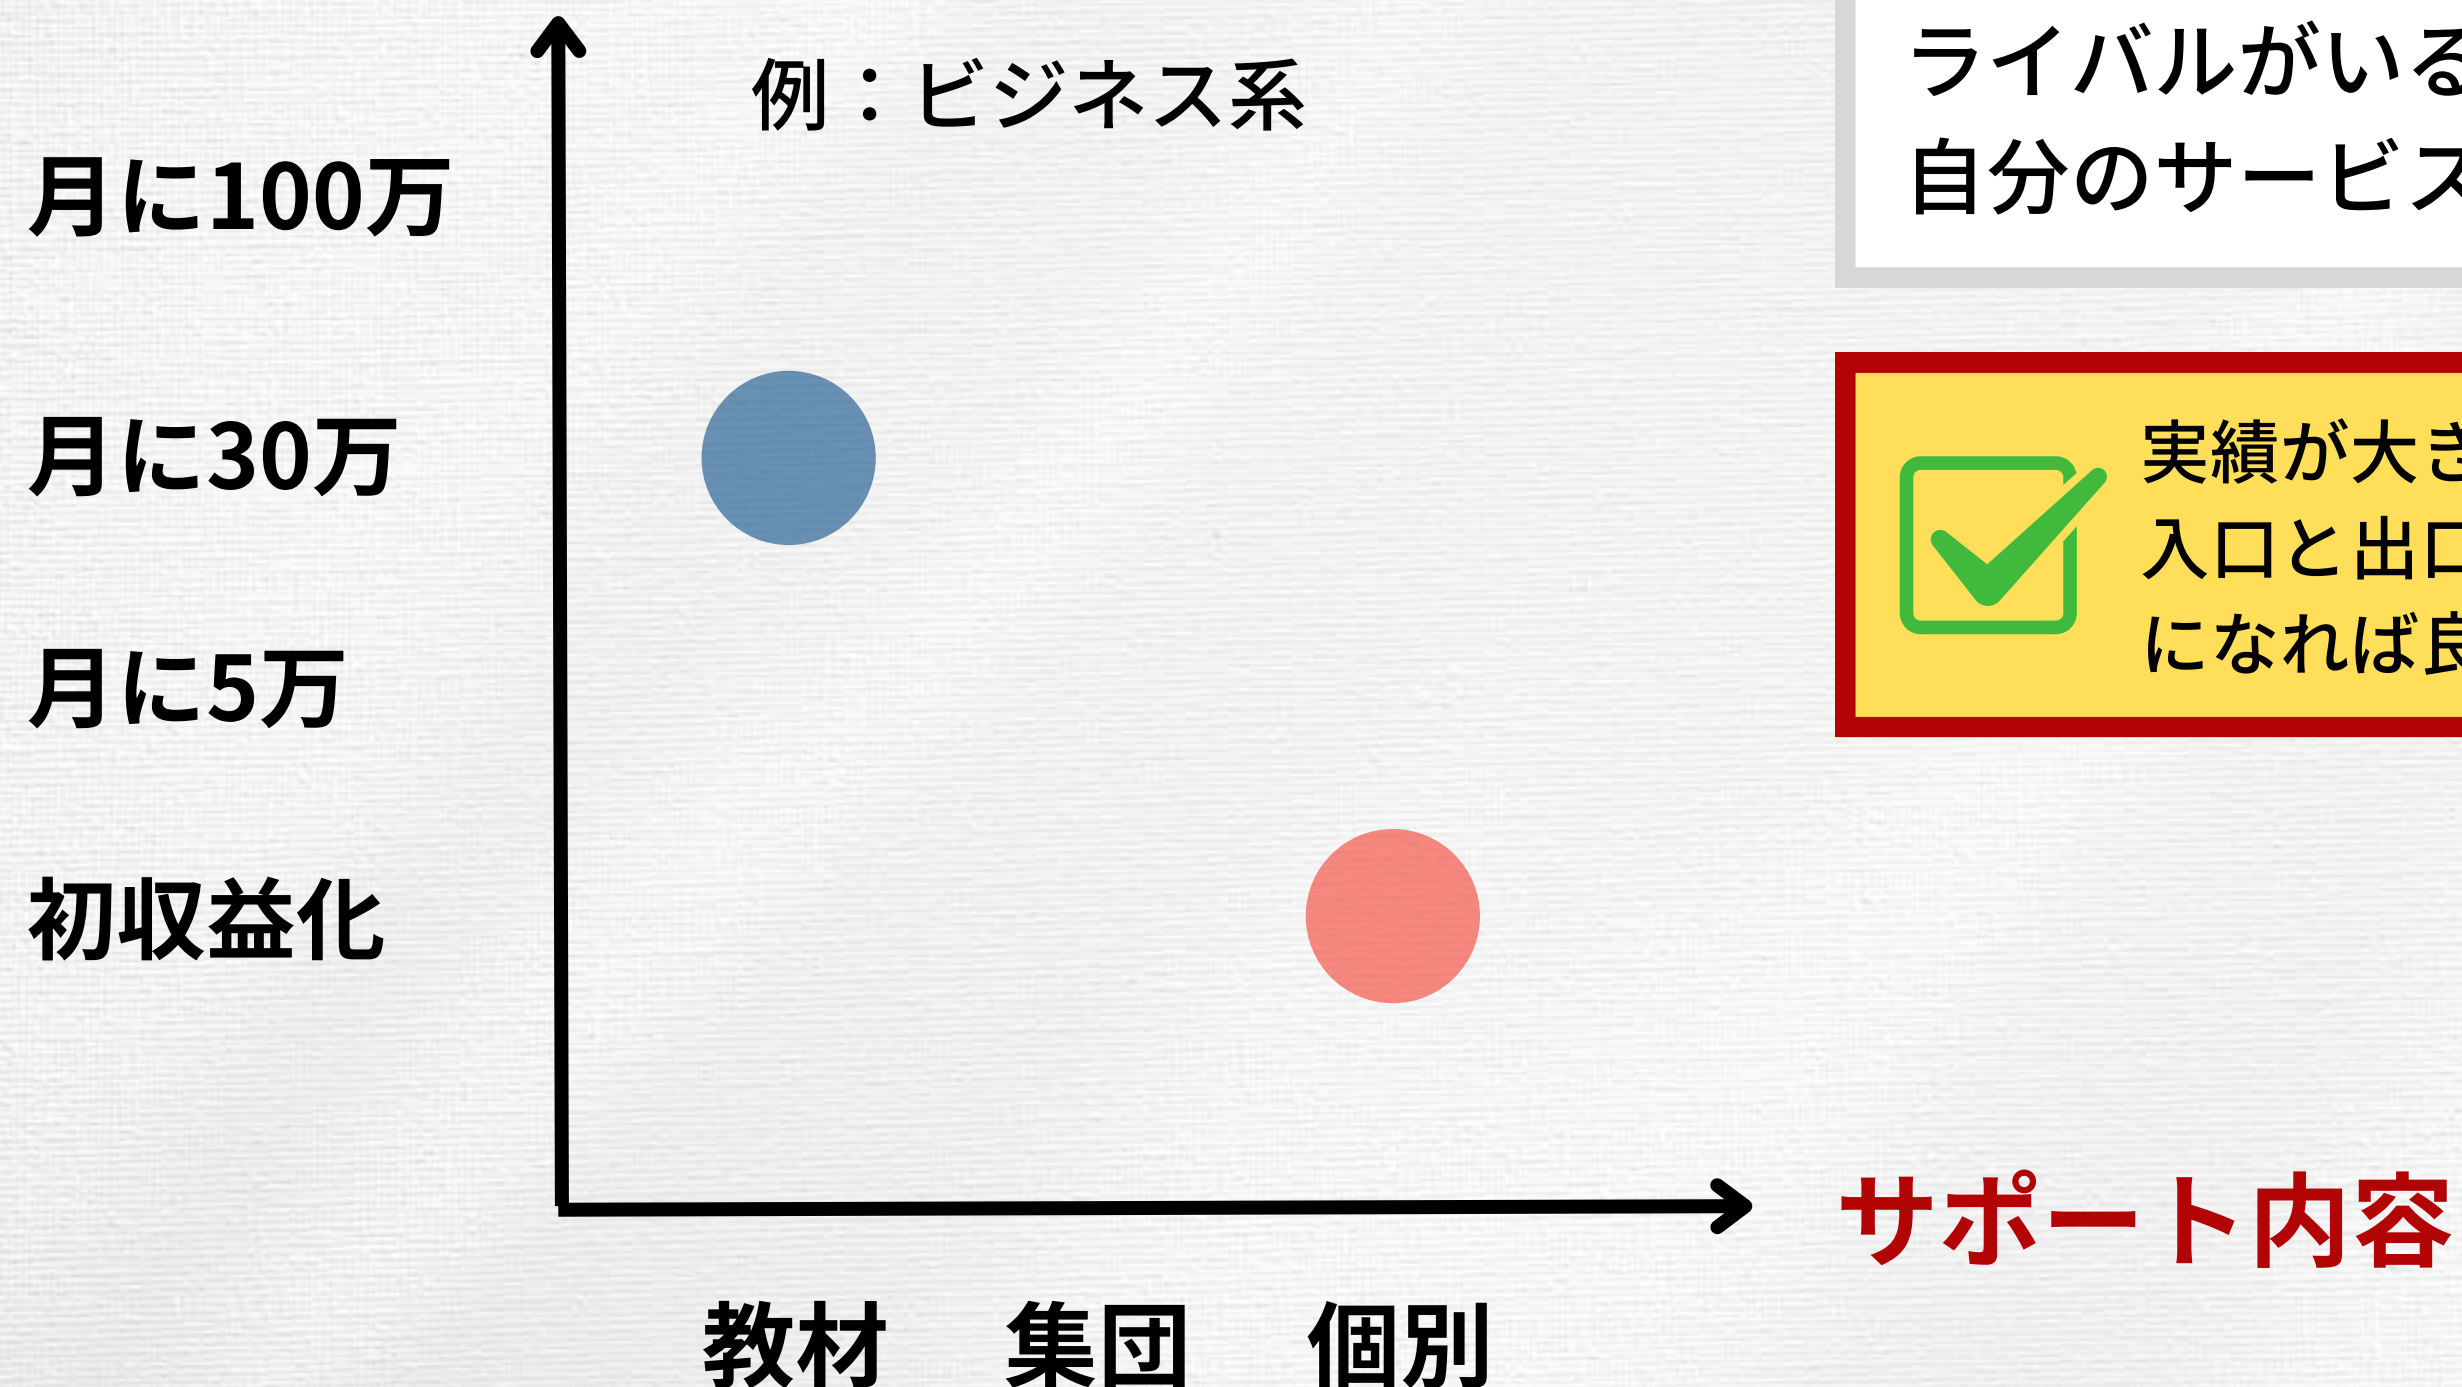 例：ビジネス系
月に100万
月に30万
月に5万
初収益化
教材 集団 個別
サポート内容
ライバルがいる
自分のサービス
実績が大き
入口と出口
になれば良